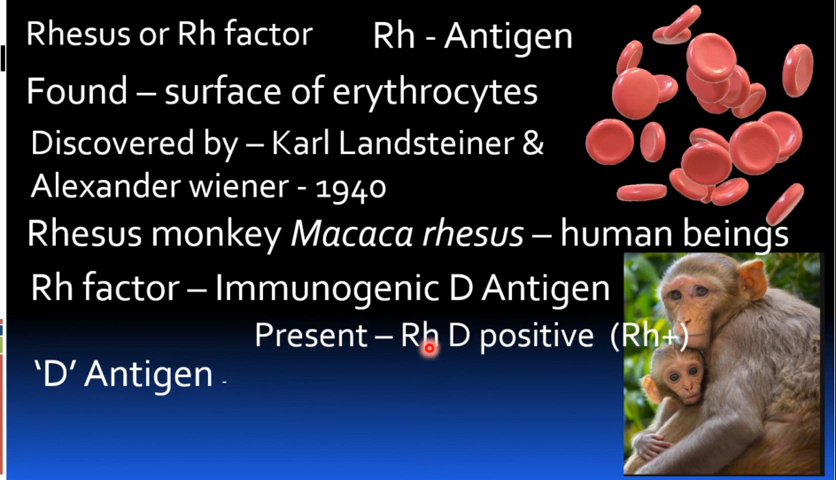 Rhesus or Rh factor Rh - Antigen
Found – surface of erythrocytes
Discovered by – Karl Landsteiner &
Alexander wiener - 1940
Rhesus monkey Macaca rhesus – human beings
Rh factor – Immunogenic D Antigen
Present – Rh D positive (Rh+)
‘D’ Antigen -